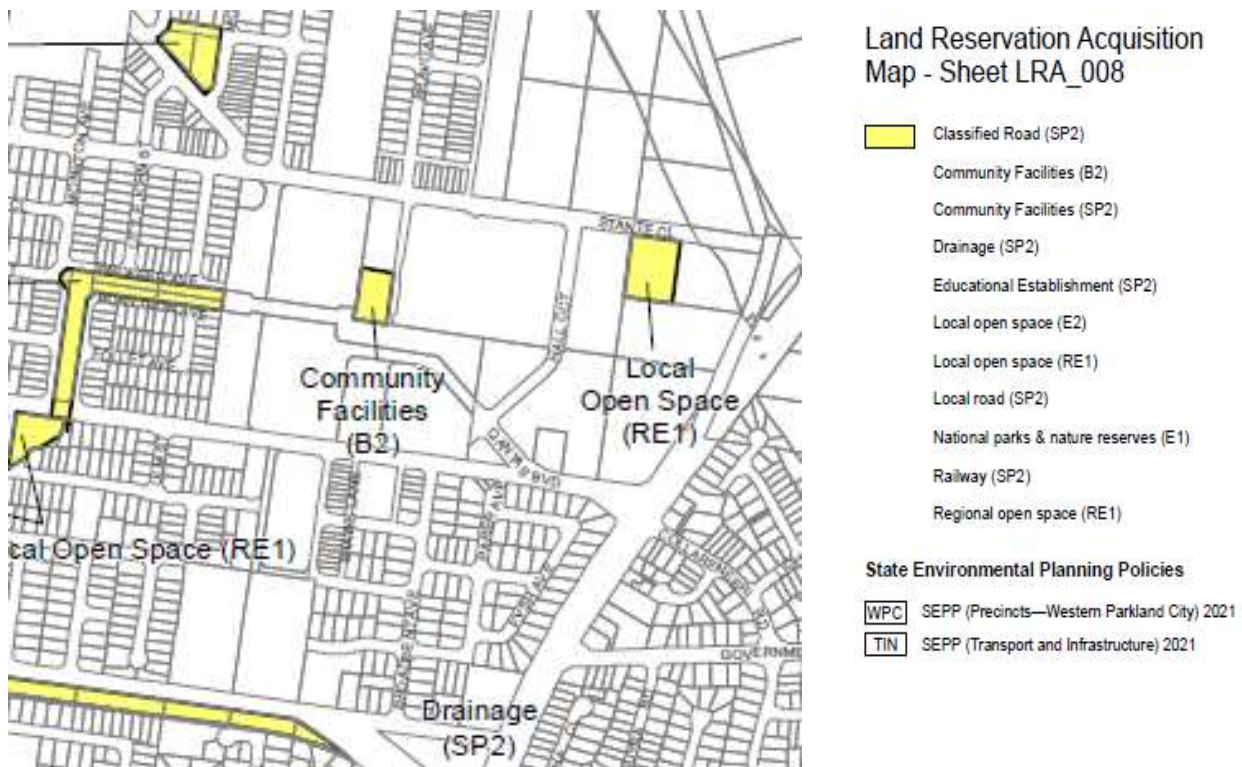 Land Reservation Acquisition
Map - Sheet LRA_008
Classified Road (SP2)
Community Facilities (B2)
Community Facilities (SP2)
Drainage (SP2)
Educational Establishment (SP2)
Local open space (E2)
Local open space (RE1)
Local road (SP2)
National parks & nature reserves (E1)
Railway (SP2)
Regional open space (RE1)
State Environmental Planning Policies
WPC SEPP (Precincts—Western Parkland City) 2021
TIN SEPP (Transport and Infrastructure) 2021
Community
Facilities
(B2)
Local
Open Space
(RE1)
cal Open Space (RE1)
Drainage
(SP2)
HALL CCT
GOVERNME